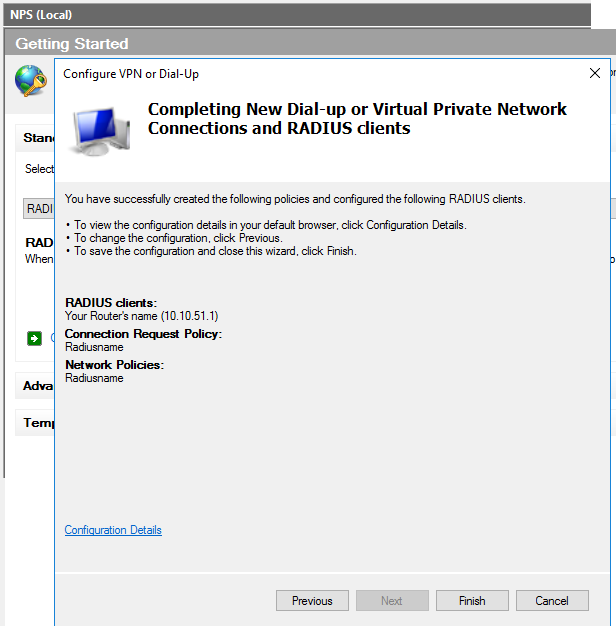 NPS (Local)
Getting Started
Configure VPN or Dial-Up
Completing New Dial-up or Virtual Private Network
Connections and RADIUS clients
Select
RADI
RAD
When
You have successfully created the following policies and configured the following RADIUS clients.
• To view the configuration details in your default browser, click Configuration Details.
• To change the configuration, click Previous.
• To save the configuration and close this wizard, click Finish.
RADIUS clients:
Your Router's name (10.10.51.1)
Connection Request Policy:
Radiusname
Network Policies:
Radiusname
Configuration Details
Previous
Next
Finish
Cancel